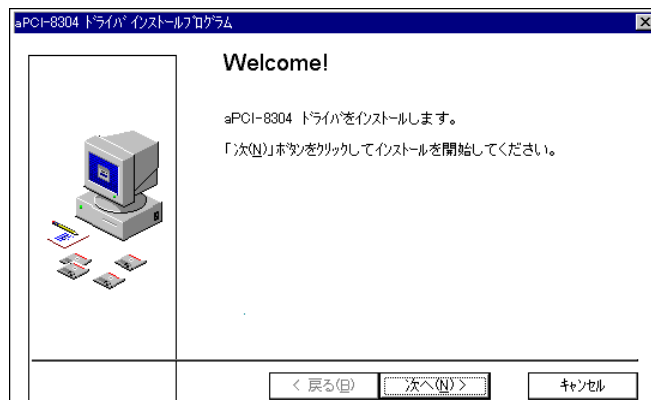 aPCI-8304 ﾄﾞﾗｲﾊﾞ ｲﾝｽﾄｰﾙﾌﾟﾛｸﾞﾗﾑ
Welcome!
aPCI-8304 ﾄﾞﾗｲﾊﾞをｲﾝｽﾄｰﾙします。
「次(N)」ﾎﾞﾀﾝをｸﾘｯｸしてｲﾝｽﾄｰﾙを開始してください。
< 戻る(B)
次へ(N) >
ｷｬﾝｾﾙ